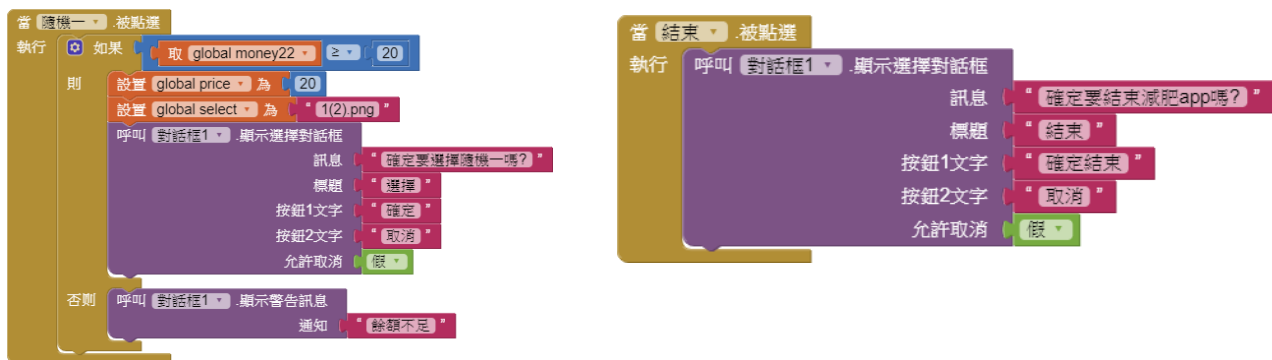 當 隨機一 .被點選
執行 如果 取 global money22 ≥ 20
則 設置 global price 為 20
設置 global select 為 " 1(2).png "
呼叫 對話框1 .顯示選擇對話框
訊息 " 確定要選擇隨機一嗎? "
標題 " 選擇 "
按鈕1文字 " 確定 "
按鈕2文字 " 取消 "
允許取消 假
否則 呼叫 對話框1 .顯示警告訊息
通知 " 餘額不足 "
當 結束 .被點選
執行 呼叫 對話框1 .顯示選擇對話框
訊息 " 確定要結束減肥app嗎? "
標題 " 結束 "
按鈕1文字 " 確定結束 "
按鈕2文字 " 取消 "
允許取消 假